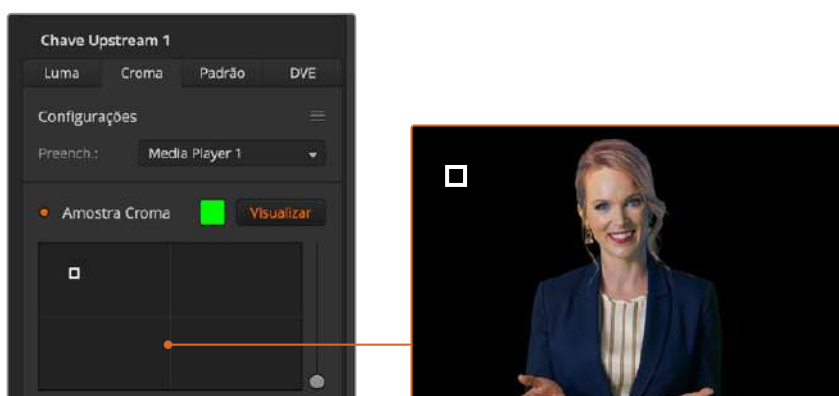 Chave Upstream 1
Luma Croma Padrão DVE
Configurações
Preench.: Media Player 1
Amostra Croma Visualizar